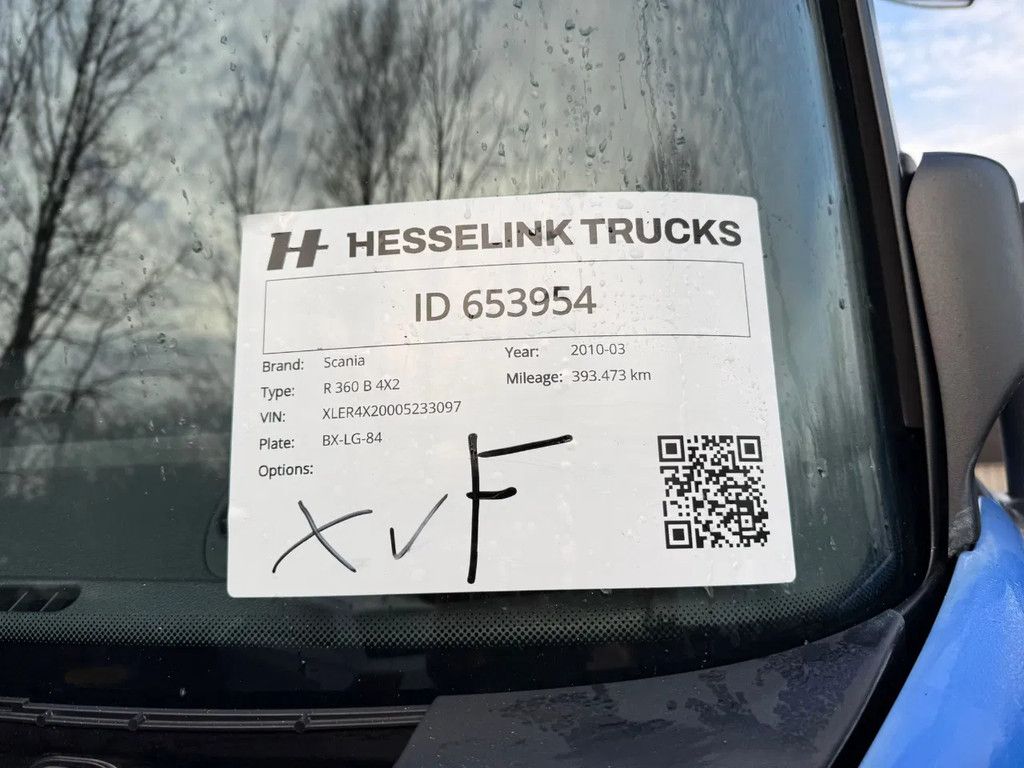 H HESSELINK TRUCKS
ID 653954
Brand: Scania Year: 2010-03
Type: R 360 B 4X2 Mileage: 393.473 km
VIN: XLER4X20005233097
Plate: BX-LG-84
Options:
X v F